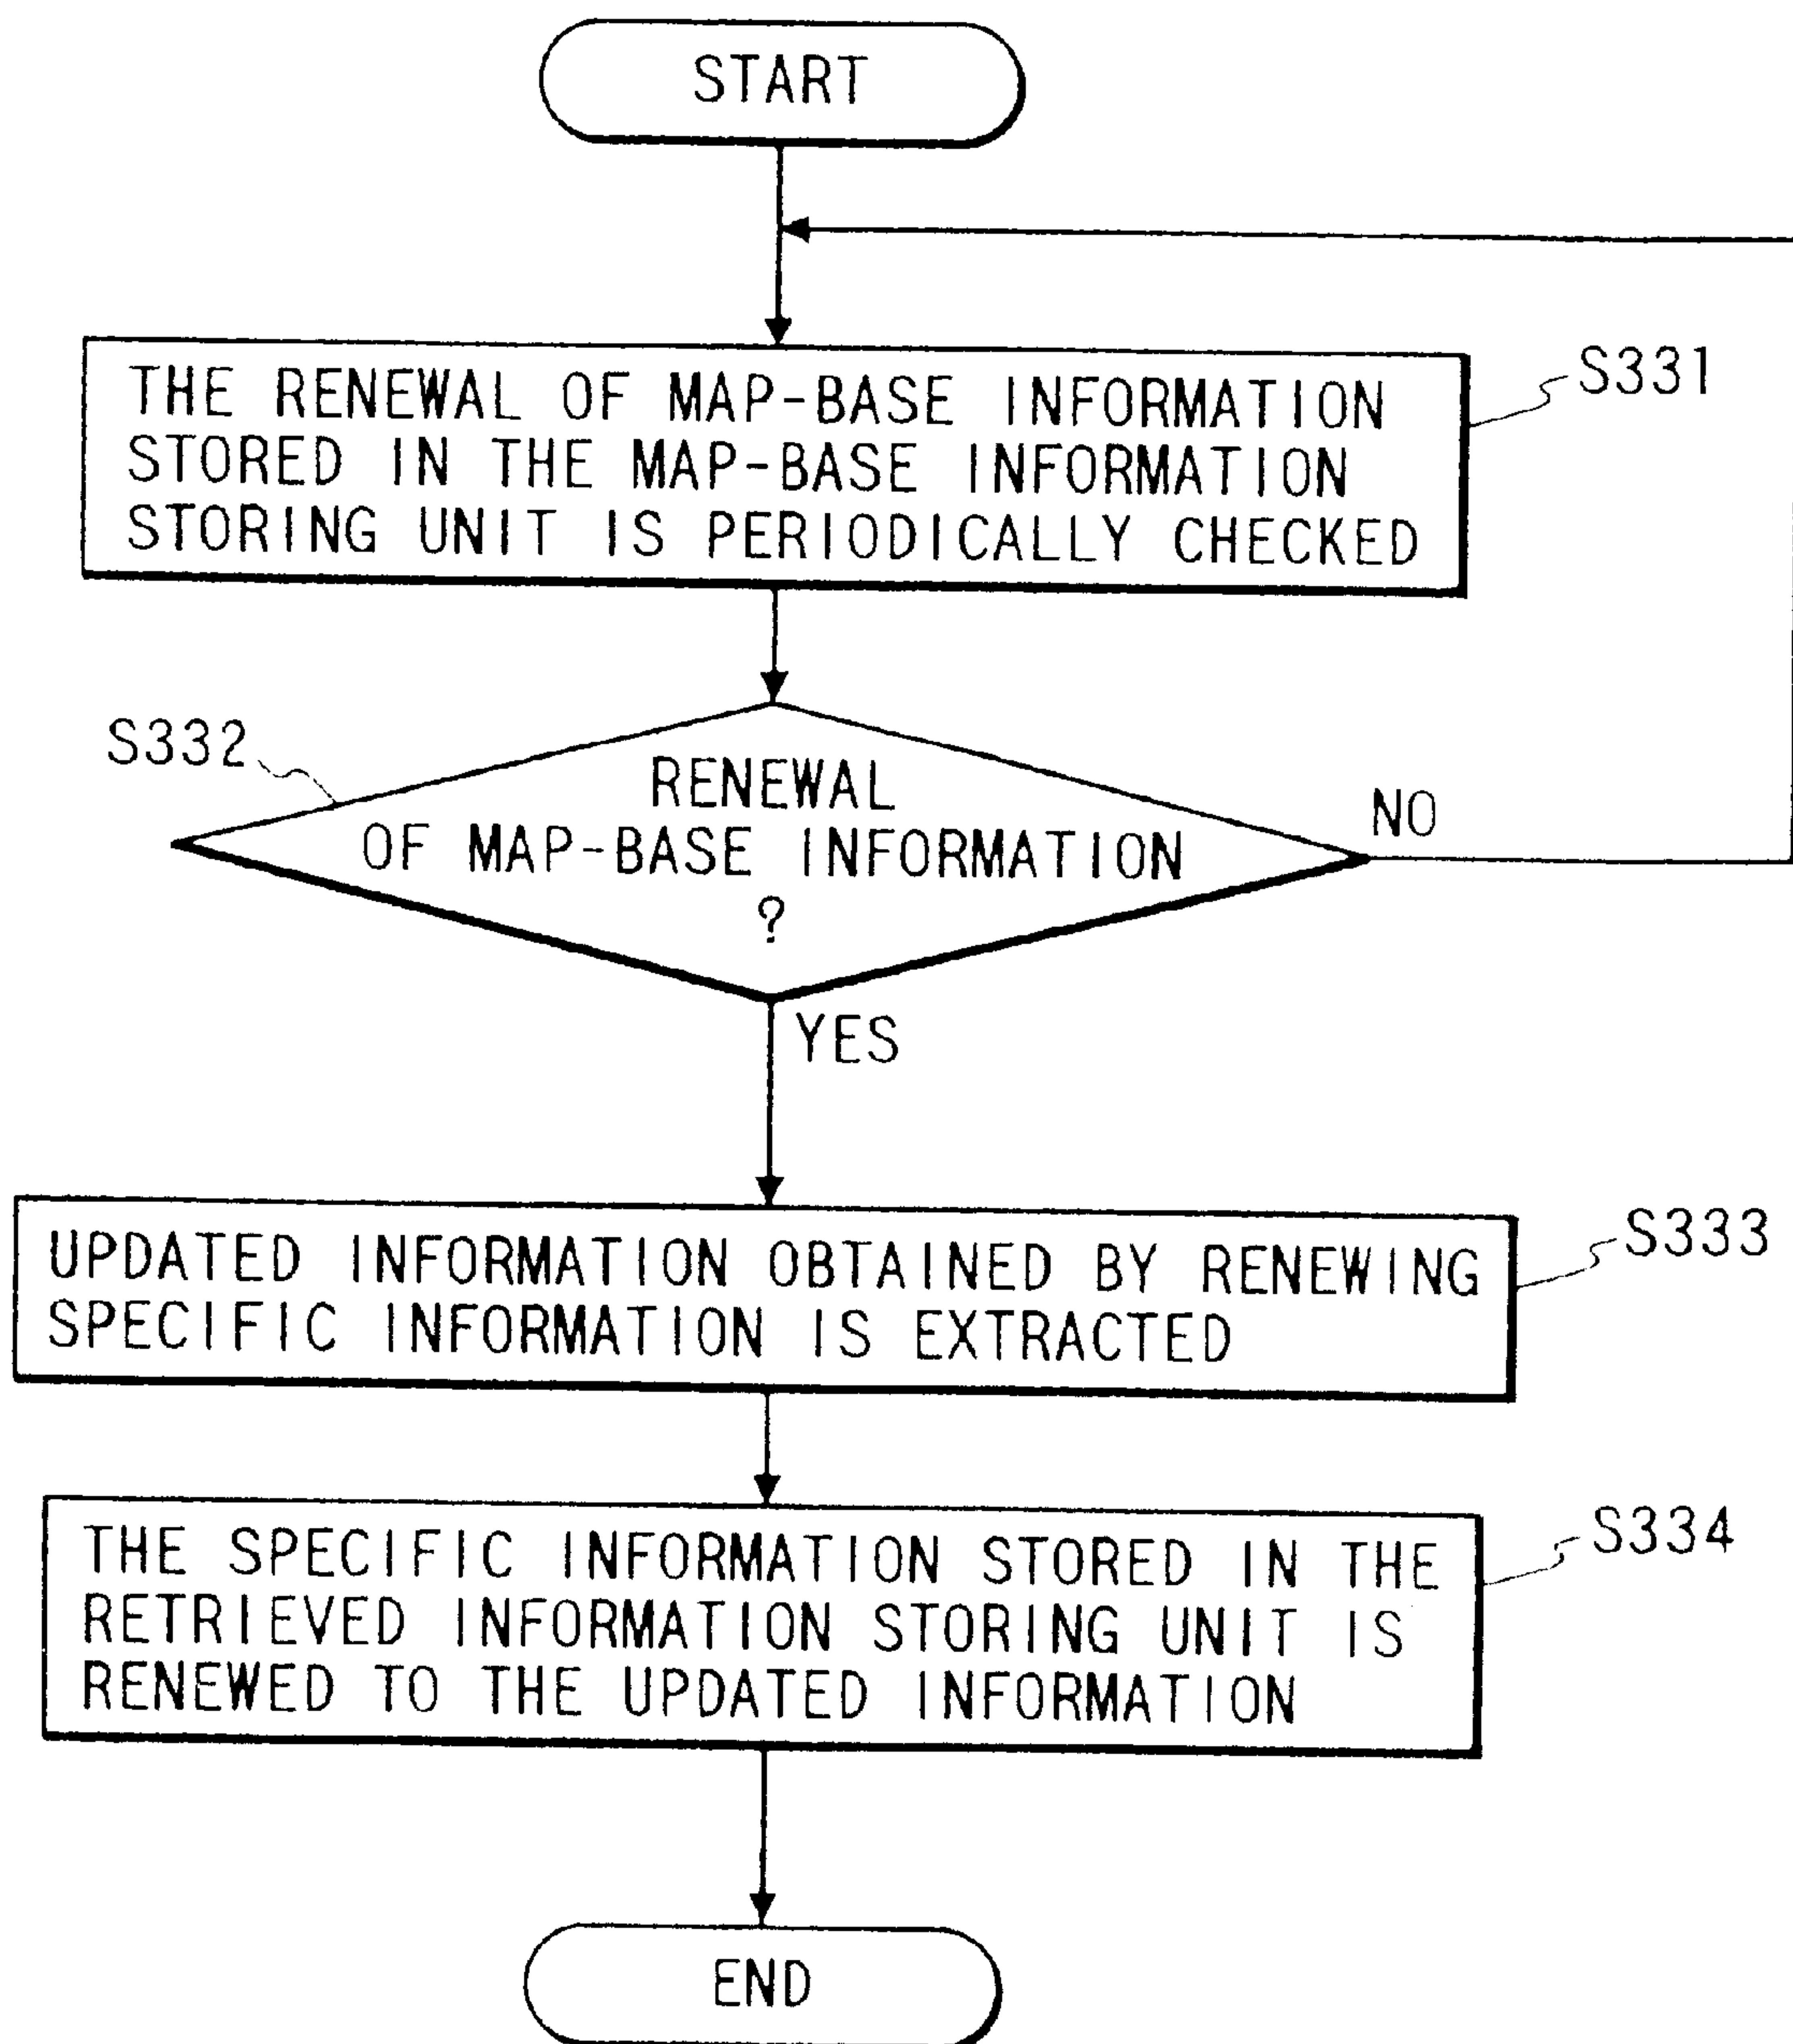 START
THE RENEWAL OF MAP-BASE INFORMATION
STORED IN THE MAP-BASE INFORMATION
STORING UNIT IS PERIODICALLY CHECKED
S331
S332
RENEWAL
OF MAP-BASE INFORMATION
?
NO
YES
UPDATED INFORMATION OBTAINED BY RENEWING
SPECIFIC INFORMATION IS EXTRACTED
S333
THE SPECIFIC INFORMATION STORED IN THE
RETRIEVED INFORMATION STORING UNIT IS
RENEWED TO THE UPDATED INFORMATION
S334
END